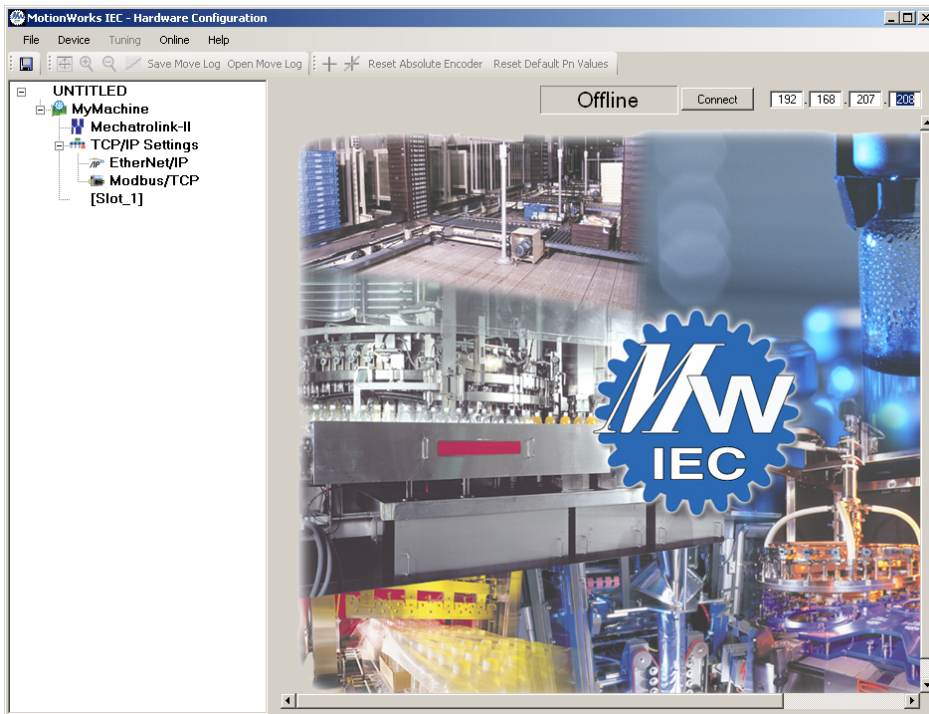 MotionWorks IEC - Hardware Configuration
File Device Tuning Online Help
Save Move Log Open Move Log Reset Absolute Encoder Reset Default Pn Values
UNTITLED
MyMachine
Mechatrolink-II
TCP/IP Settings
EtherNet/IP
Modbus/TCP
[Slot_1]
Offline Connect 192 . 168 . 207 . 208
MW
IEC